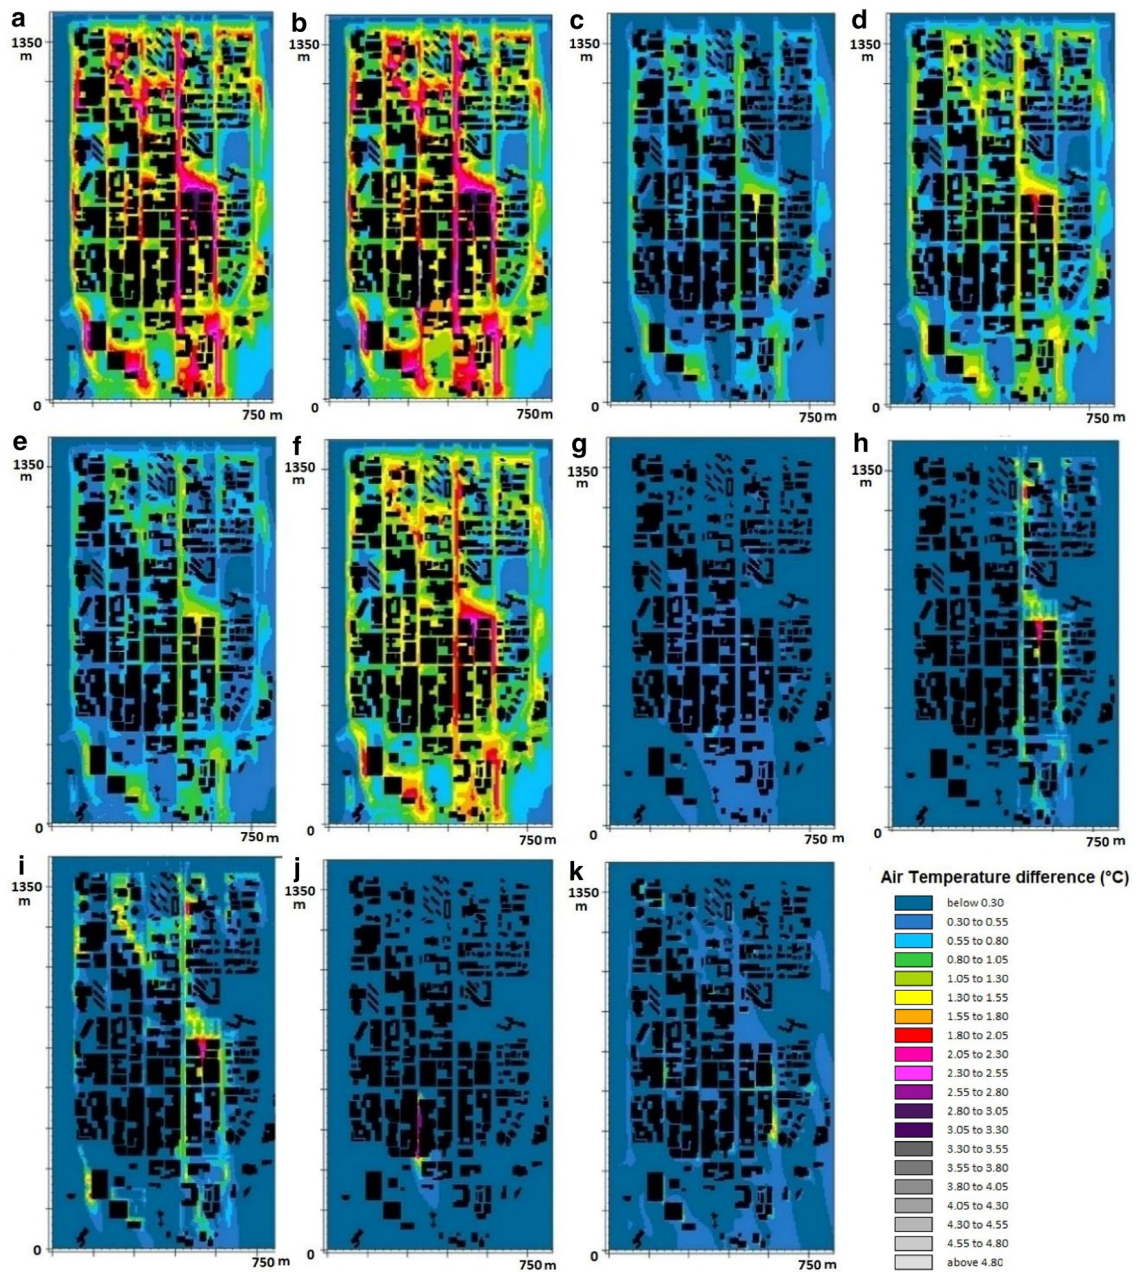 a
1350
m
0
750 m
b
1350
m
0
750 m
c
1350
m
0
750 m
d
1350
m
0
750 m
e
1350
m
0
750 m
f
1350
m
0
750 m
g
1350
m
0
750 m
h
1350
m
0
750 m
i
1350
m
0
750 m
j
1350
m
0
750 m
k
1350
m
0
750 m
Air Temperature difference (°C)
below 0.30
0.30 to 0.55
0.55 to 0.80
0.80 to 1.05
1.05 to 1.30
1.30 to 1.55
1.55 to 1.80
1.80 to 2.05
2.05 to 2.30
2.30 to 2.55
2.55 to 2.80
2.80 to 3.05
3.05 to 3.30
3.30 to 3.55
3.55 to 3.80
3.80 to 4.05
4.05 to 4.30
4.30 to 4.55
4.55 to 4.80
above 4.80